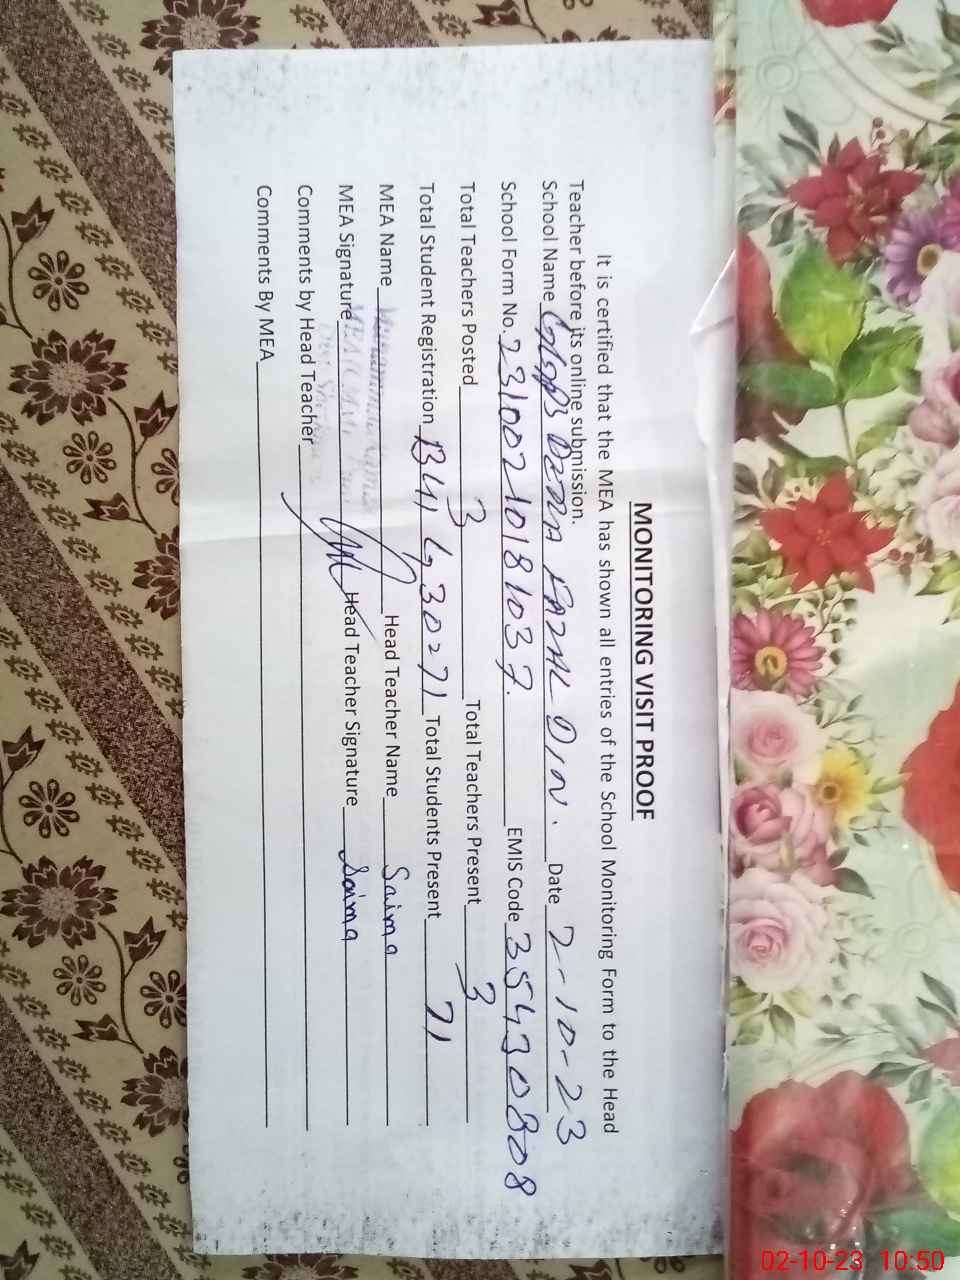 MONITORING VISIT PROOF
It is certified that the MEA has shown all entries of the School Monitoring Form to the Head
Teacher before its online submission.
School Name DERA FAZAL DIN. Date 2-10-23
School Form No. 23100210181037. EMIS Code 35430808
Total Teachers Posted 3 Total Teachers Present 3
Total Student Registration B41 G30=71 Total Students Present 71
MEA Name Head Teacher Name Saima
MEA Signature Head Teacher Signature Saima
Comments by Head Teacher
Comments By MEA
02-10-23 10:50